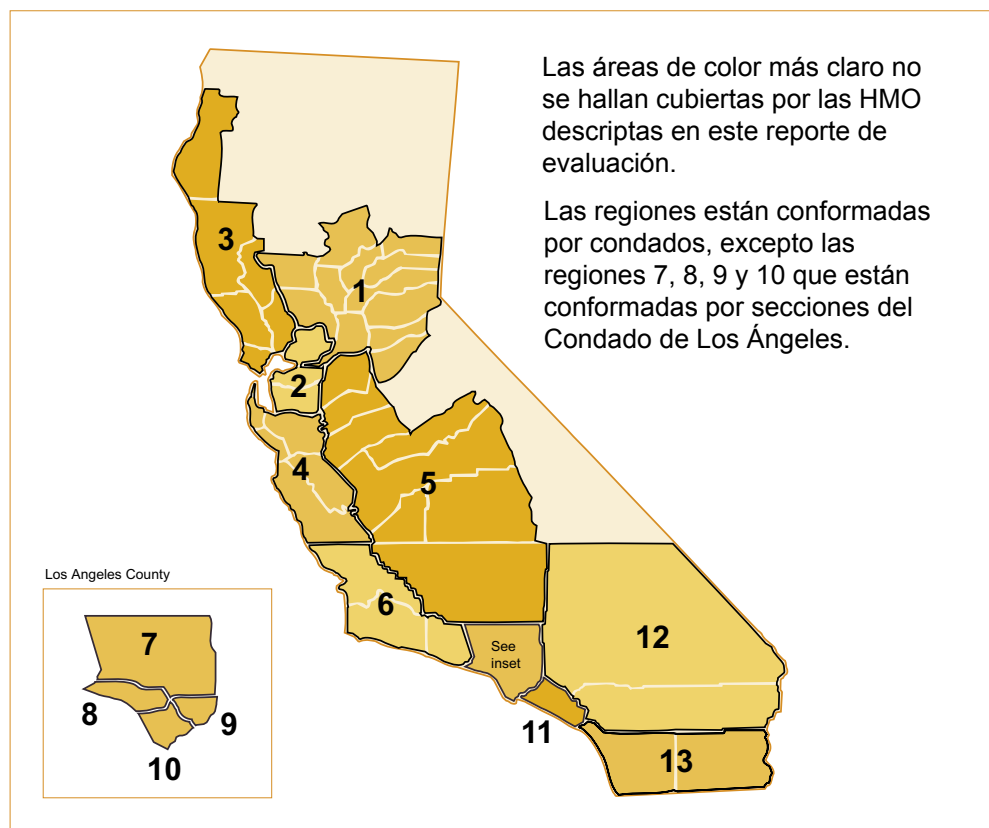 Las áreas de color más claro no
se hallan cubiertas por las HMO
descriptas en este reporte de
evaluación.
Las regiones están conformadas
por condados, excepto las
regiones 7, 8, 9 y 10 que están
conformadas por secciones del
Condado de Los Ángeles.
3
1
2
4
5
6
See
inset
12
11
13
Los Angeles County
7
8
9
10